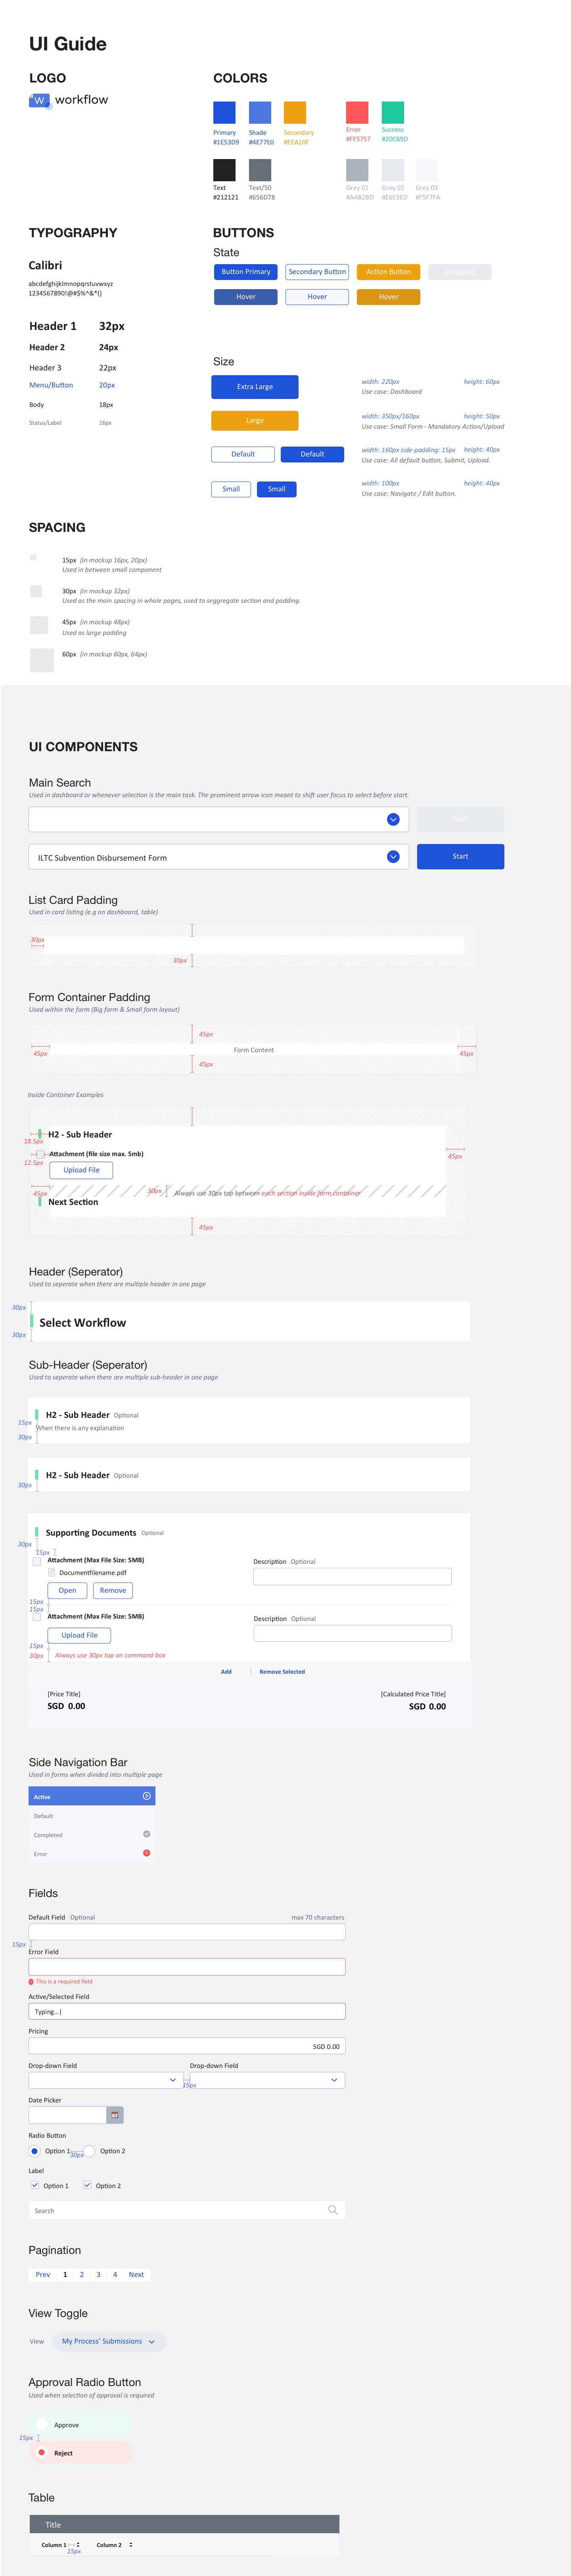 UI Guide
LOGO
W workflow
COLORS
Primary
#1E53D9
Shade
#4E77E0
Secondary
#EEA10F
Error
#FF5757
Success
#20C69D
Text
#212121
Text/50
#656D78
Grey 01
#AAB2BD
Grey 02
#E6E9ED
Grey 03
#F5F7FA
TYPOGRAPHY
Calibri
abcdefghijklmnopqrstuvwxyz
1234567890!@#$%^&*()
Header 1 32px
Header 2 24px
Header 3 22px
Menu/Button 20px
Body 18px
Status/Label 16px
BUTTONS
State
Button Primary
Secondary Button
Action Button
Disabled
Hover
Hover
Hover
Size
Extra Large
width: 220px height: 60px
Use case: Dashboard
Large
width: 350px/160px height: 50px
Use case: Small Form - Mandatory Action/Upload
Default
Default
width: 160px side-padding: 15px height: 40px
Use case: All default button, Submit, Upload.
Small
Small
width: 100px height: 40px
Use case: Navigate / Edit button.
SPACING
15px (in mockup 16px, 20px)
Used in between small component
30px (in mockup 32px)
Used as the main spacing in whole pages, used to seggregate section and padding.
45px (in mockup 48px)
Used as large padding
60px (in mockup 60px, 64px)
UI COMPONENTS
Main Search
Used in dashboard or whenever selection is the main task. The prominent arrow icon meant to shift user focus to select before start.
Start
ILTC Subvention Disbursement Form
Start
List Card Padding
Used in card listing (e.g on dashboard, table)
30px
30px
Form Container Padding
Used within the form (Big form & Small form layout)
45px
Form Content
45px
45px
45px
Inside Container Examples
H2 - Sub Header
18.5px
Attachment (file size max. 5mb)
12.5px
45px
Upload File
45px
30px
Always use 30px top between each section inside form container
Next Section
45px
Header (Seperator)
Used to seperate when there are multiple header in one page
30px
Select Workflow
30px
Sub-Header (Seperator)
Used to seperate when there are multiple sub-header in one page
H2 - Sub Header Optional
15px
When there is any explanation
30px
H2 - Sub Header Optional
30px
Supporting Documents Optional
30px
15px
Attachment (Max File Size: 5MB)
Description Optional
Documentfilename.pdf
Open
Remove
15px
15px
Attachment (Max File Size: 5MB)
Description Optional
Upload File
15px
30px
Always use 30px top on command box
Add
Remove Selected
[Price Title]
[Calculated Price Title]
SGD 0.00
SGD 0.00
Side Navigation Bar
Used in forms when divided into multiple page
Active
Default
Completed
Error
Fields
Default Field Optional
max 70 characters
15px
Error Field
This is a required field
Active/Selected Field
Typing...|
Pricing
SGD 0.00
Drop-down Field
Drop-down Field
15px
Date Picker
Radio Button
Option 1
30px
Option 2
Label
Option 1
Option 2
Search
Pagination
Prev 1 2 3 4 Next
View Toggle
View My Process' Submissions
Approval Radio Button
Used when selection of approval is required
Approve
15px
Reject
Table
Title
Column 1
Column 2
15px